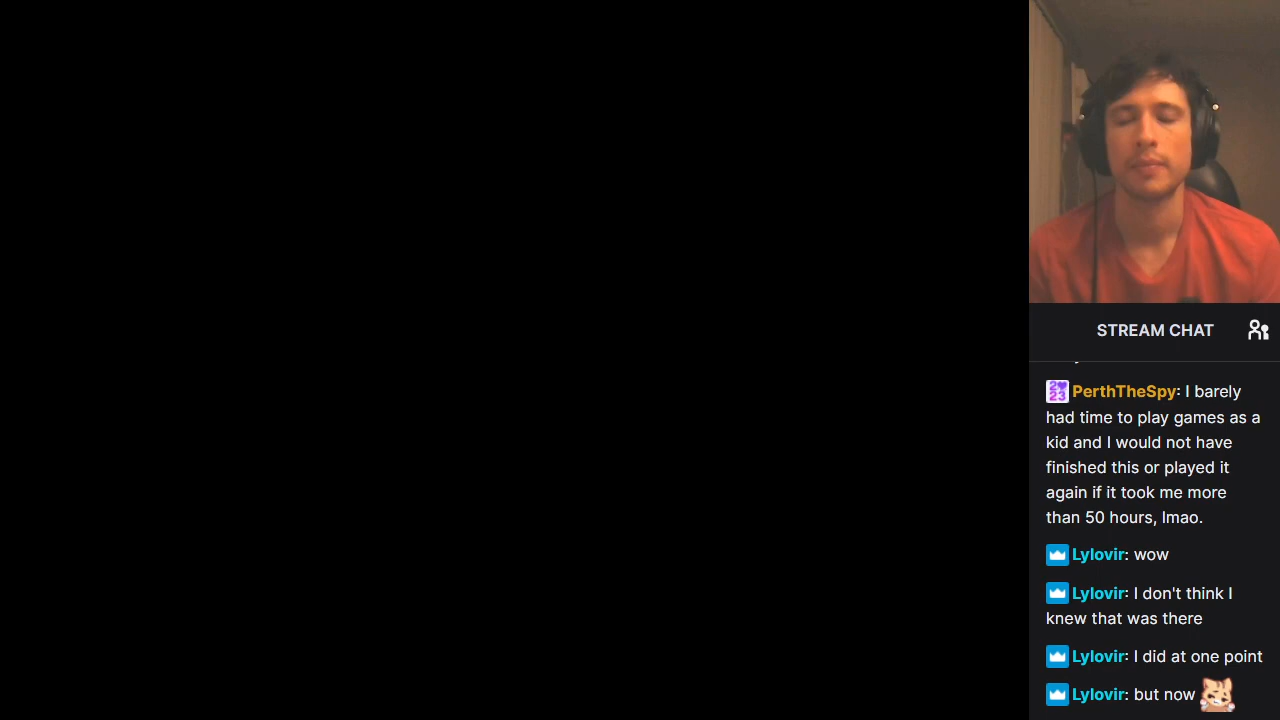 STREAM CHAT
2023 PerthTheSpy: I barely
had time to play games as a
kid and I would not have
finished this or played it
again if it took me more
than 50 hours, lmao.
Lylovir: wow
Lylovir: I don't think I
knew that was there
Lylovir: I did at one point
Lylovir: but now